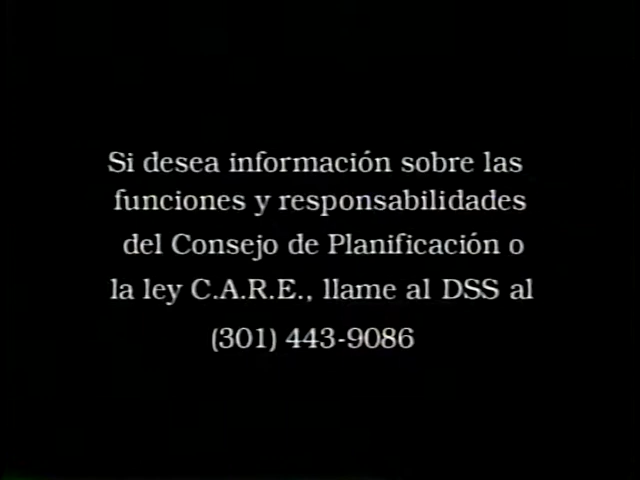 Si desea información sobre las
funciones y responsabilidades
del Consejo de Planificación o
la ley C.A.R.E., llame al DSS al
(301) 443-9086